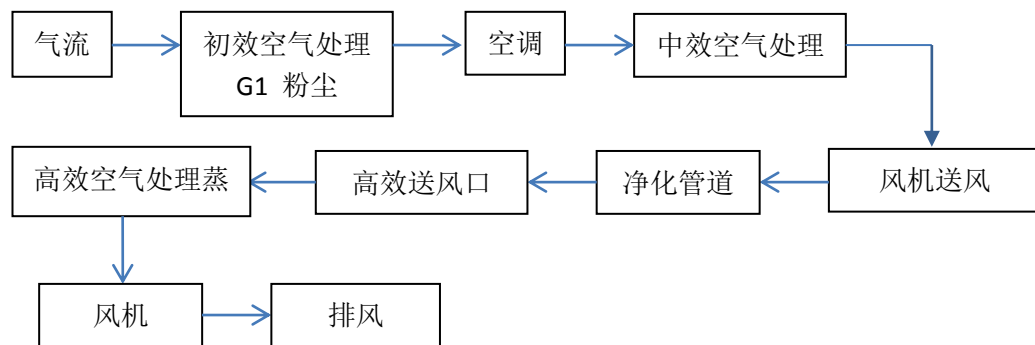 气流
初效空气处理
G1 粉尘
空调
中效空气处理
风机送风
净化管道
高效送风口
高效空气处理蒸
风机
排风